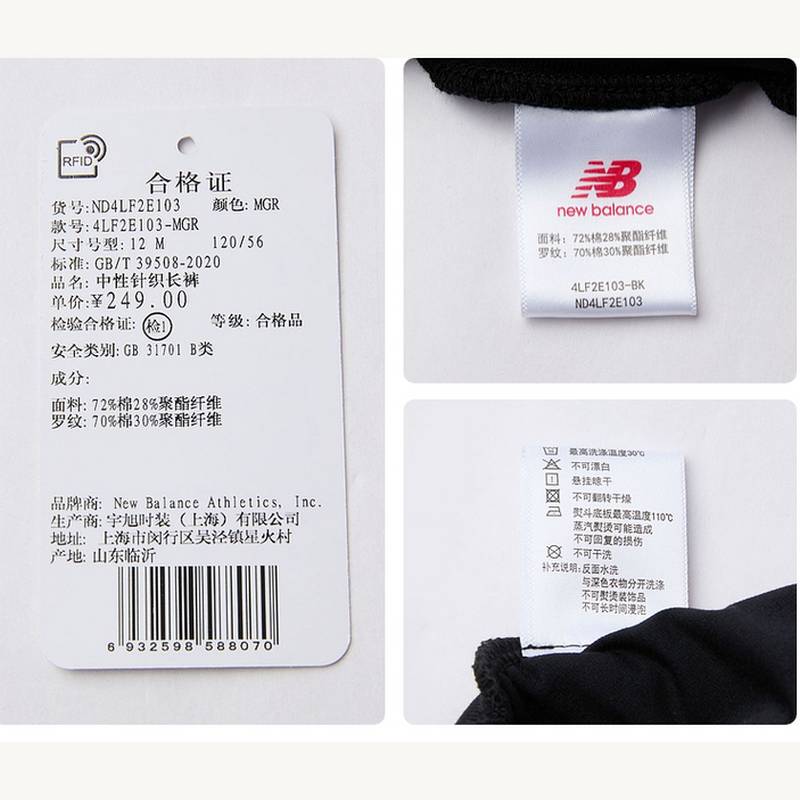 RFID
合格证
货号:ND4LF2E103 颜色: MGR
款号: 4LF2E103-MGR
尺寸号型: 12 M 120/56
标准: GB/T 39508-2020
品名: 中性针织长裤
单价:¥249.00
检验合格证: 检1 等级: 合格品
安全类别: GB 31701 B类
成分:
面料: 72%棉28%聚酯纤维
罗纹: 70%棉30%聚酯纤维
品牌商: New Balance Athletics, Inc.
生产商: 宇旭时装（上海）有限公司
地址: 上海市闵行区吴泾镇星火村
产地: 山东临沂
6 932598 588070
NB
new balance
面料: 72%棉28%聚酯纤维
罗纹: 70%棉30%聚酯纤维
4LF2E103-BK
ND4LF2E103
最高洗涤温度30℃
不可漂白
悬挂晾干
不可翻转干燥
熨斗底板最高温度110℃
蒸汽熨烫可能造成
不可回复的损伤
不可干洗
补充说明: 反面水洗
与深色衣物分开洗涤
不可熨烫装饰品
不可长时间浸泡